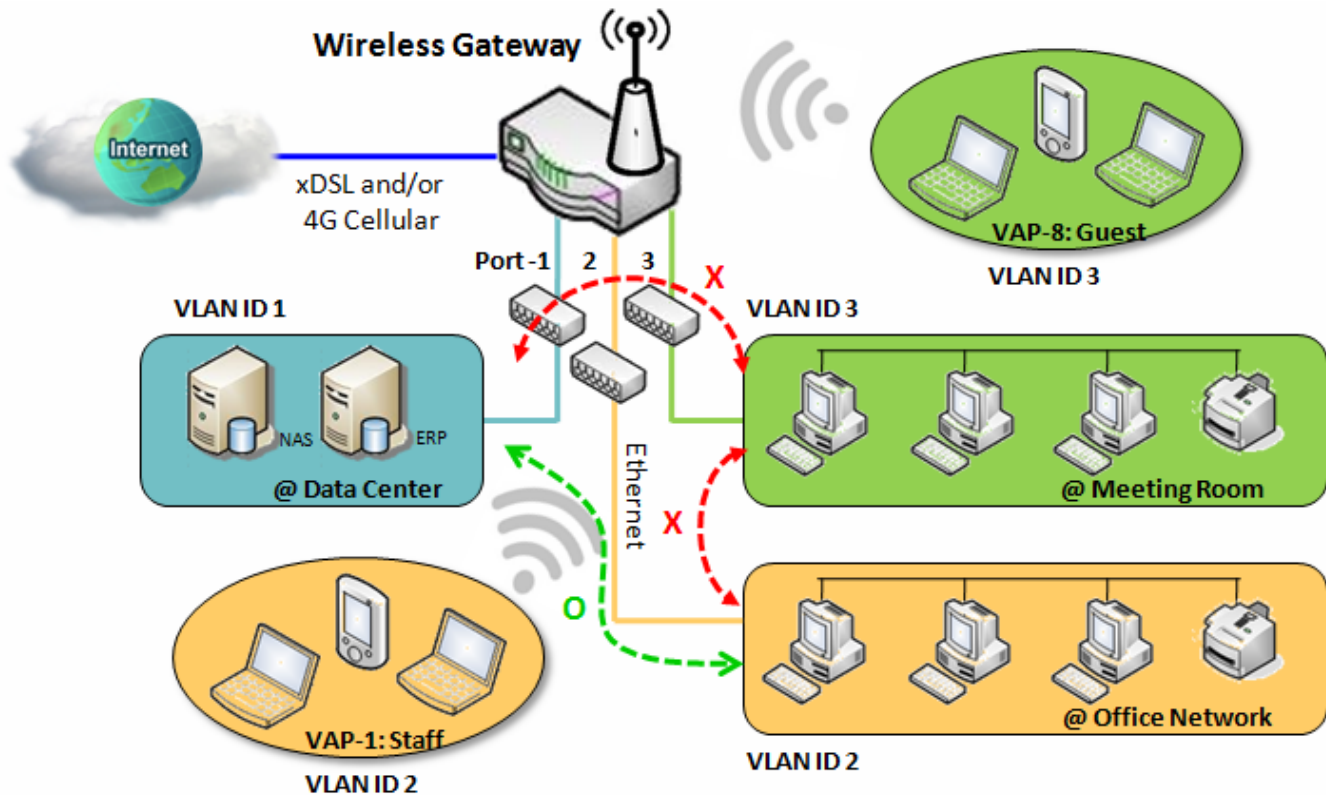 Wireless Gateway
Internet
xDSL and/or
4G Cellular
VAP-8: Guest
VLAN ID 3
Port -1
2
3
X
VLAN ID 1
VLAN ID 3
NAS
ERP
@ Data Center
Ethernet
@ Meeting Room
X
O
VAP-1: Staff
VLAN ID 2
@ Office Network
VLAN ID 2